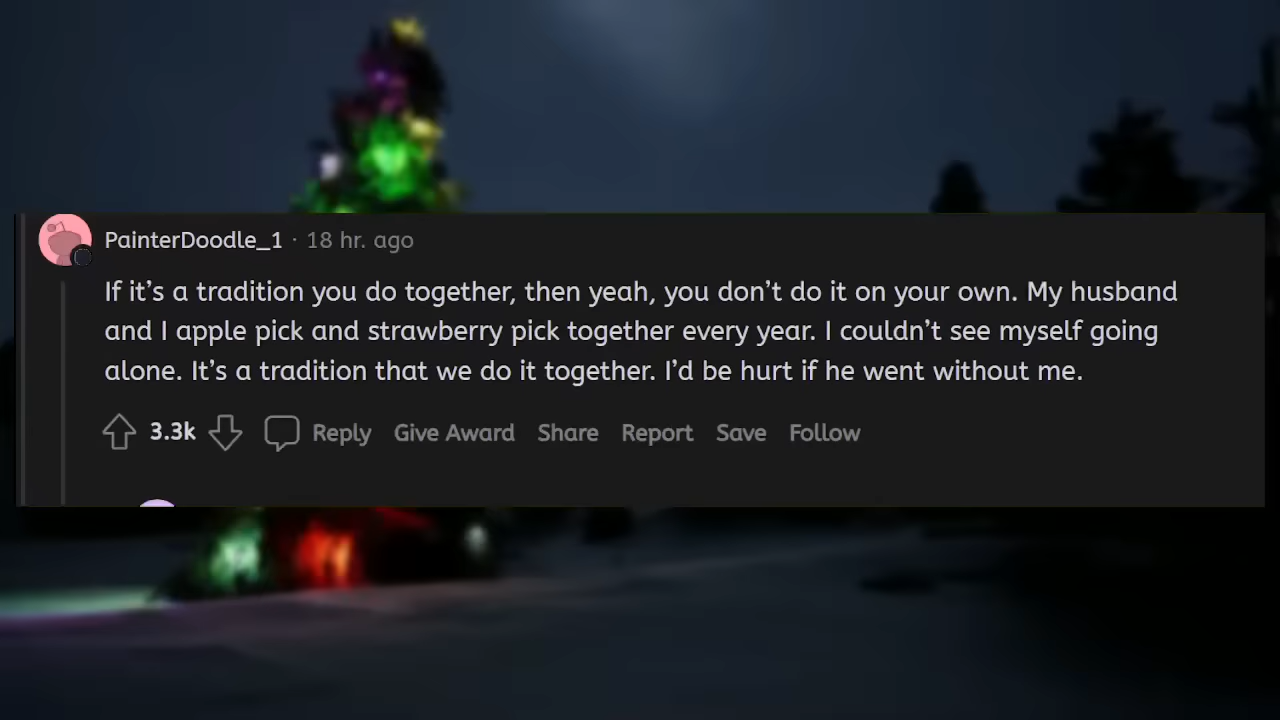 PainterDoodle_1 · 18 hr. ago
If it’s a tradition you do together, then yeah, you don’t do it on your own. My husband
and I apple pick and strawberry pick together every year. I couldn’t see myself going
alone. It’s a tradition that we do it together. I’d be hurt if he went without me.
3.3k Reply Give Award Share Report Save Follow